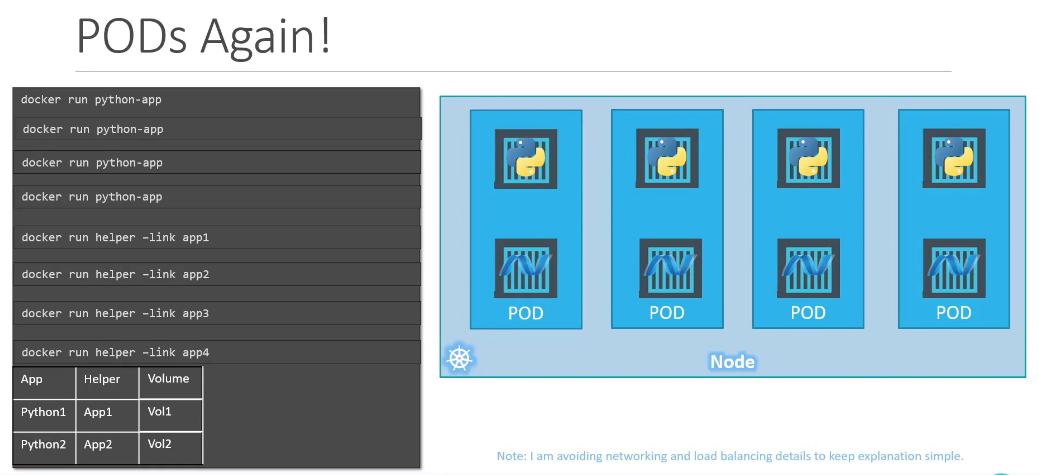 PODs Again!
docker run python-app
docker run python-app
docker run python-app
docker run python-app
docker run helper –link app1
docker run helper –link app2
docker run helper –link app3
docker run helper –link app4
App Helper Volume
Python1 App1 Vol1
Python2 App2 Vol2
POD POD POD POD
Node
Note: I am avoiding networking and load balancing details to keep explanation simple.